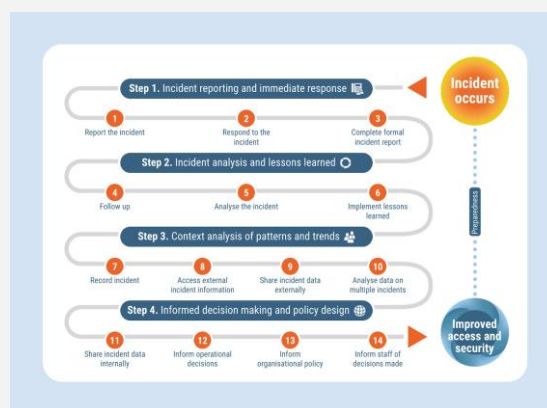 Step 1. Incident reporting and immediate response
Incident
occurs
1
2
3
Report the incident
Respond to the
incident
Complete formal
incident report
Step 2. Incident analysis and lessons learned
4
5
6
Follow up
Analyse the incident
Implement lessons
learned
Preparedness
Step 3. Context analysis of patterns and trends
7
8
9
10
Record incident
Access external
incident information
Share incident data
externally
Analyse data on
multiple incidents
Step 4. Informed decision making and policy design
11
12
13
14
Share incident data
internally
Inform operational
decisions
Inform
organisational policy
Inform staff of
decisions made
Improved
access and
security